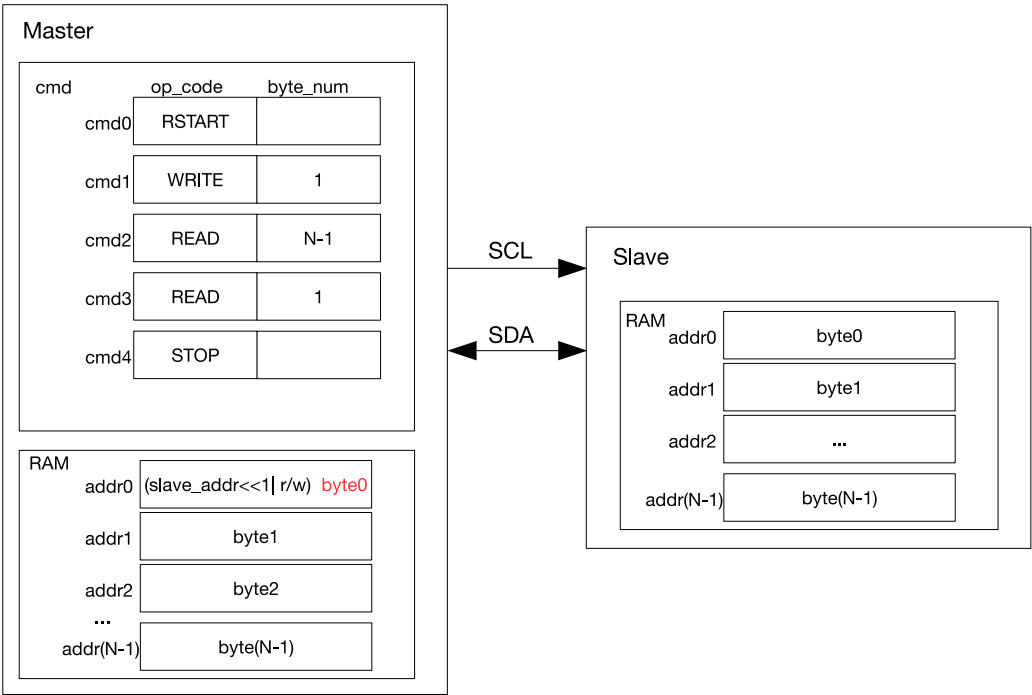 Master
cmd op_code byte_num
cmd0 RSTART
cmd1 WRITE 1
cmd2 READ N-1
cmd3 READ 1
cmd4 STOP
RAM
addr0 (slave_addr<<1| r/w) byte0
addr1 byte1
addr2 byte2
...
addr(N-1) byte(N-1)
SCL
SDA
Slave
RAM
addr0 byte0
addr1 byte1
addr2 ...
addr(N-1) byte(N-1)